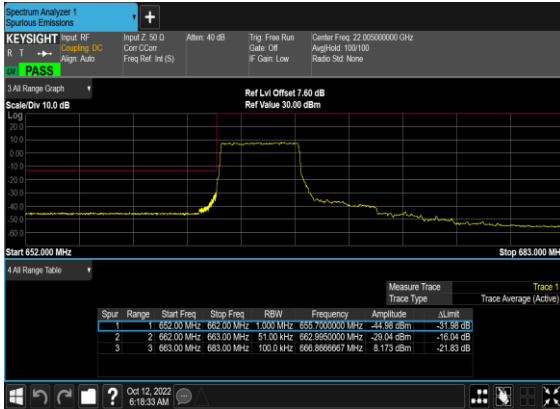 Spectrum Analyzer 1
Spurious Emissions
KEYSIGHT
R T
PASS
Input: RF
Coupling: DC
Align: Auto
Input Z: 50 Ω
Corr CCorr
Freq Ref: Int (S)
Atten: 40 dB
Trig: Free Run
Gate: Off
IF Gain: Low
Center Freq: 22.005000000 GHz
Avg|Hold: 100/100
Radio Std: None
3 All Range Graph
Scale/Div 10.0 dB
Ref Lvl Offset 7.60 dB
Ref Value 30.00 dBm
Log
20.0
10.0
0.00
-10.0
-20.0
-30.0
-40.0
-50.0
-60.0
Start 652.000 MHz
Stop 683.000 MH
4 All Range Table
Measure Trace Trace 1
Trace Type Trace Average (Active)
Spur Range Start Freq Stop Freq RBW Frequency Amplitude ΔLimit
1 1 652.00 MHz 662.00 MHz 1.000 MHz 655.7000000 MHz -44.98 dBm -31.98 dB
2 2 662.00 MHz 663.00 MHz 51.00 kHz 662.9950000 MHz -29.04 dBm -16.04 dB
3 3 663.00 MHz 683.00 MHz 100.0 kHz 666.8666667 MHz 8.173 dBm -21.83 dB
Oct 12, 2022
6:18:33 AM